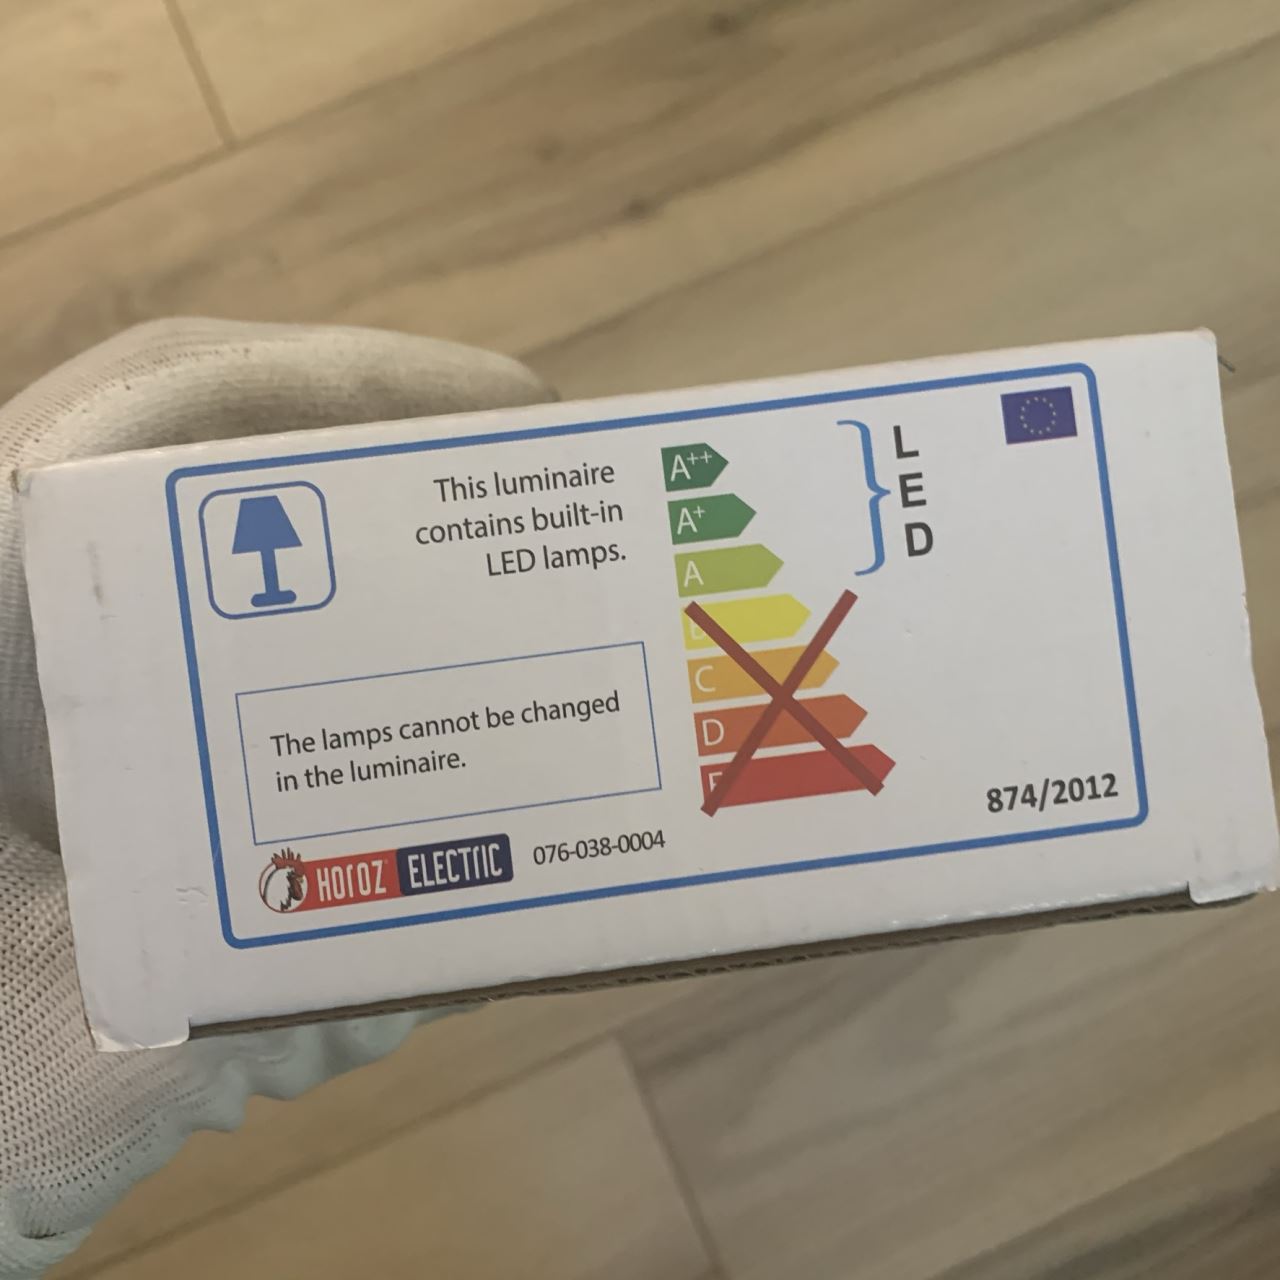 This luminaire
contains built-in
LED lamps.
A++
A+
A
C
D
L
E
D
The lamps cannot be changed
in the luminaire.
HOROZ ELECTRIC 076-038-0004
874/2012